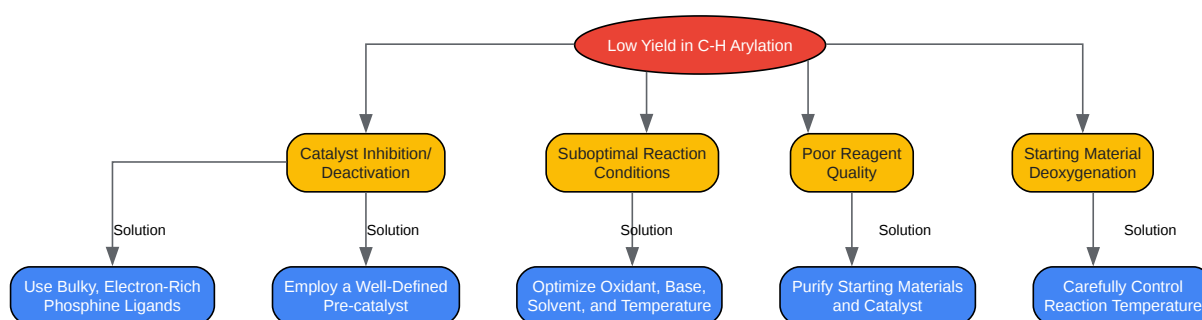 Low Yield in C-H Arylation
Catalyst Inhibition/
Deactivation
Suboptimal Reaction
Conditions
Poor Reagent
Quality
Starting Material
Deoxygenation
Solution
Solution
Solution
Solution
Solution
Use Bulky, Electron-Rich
Phosphine Ligands
Employ a Well-Defined
Pre-catalyst
Optimize Oxidant, Base,
Solvent, and Temperature
Purify Starting Materials
and Catalyst
Carefully Control
Reaction Temperature